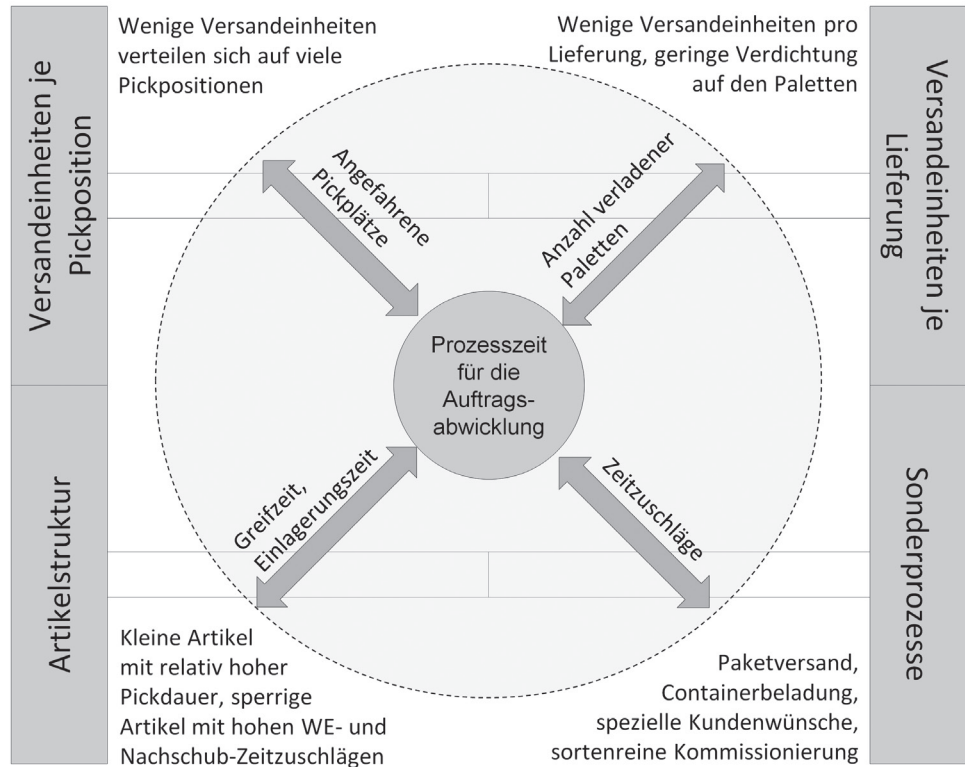 Versandeinheiten je
Pickposition
Wenige Versandeinheiten
verteilen sich auf viele
Pickpositionen
Wenige Versandeinheiten pro
Lieferung, geringe Verdichtung
auf den Paletten
Versandeinheiten je
Lieferung
Angefahrene
Pickplätze
Anzahl verladener
Paletten
Prozesszeit
für die
Auftrags-
abwicklung
Greifzeit,
Einlagerungszeit
Zeitzuschläge
Artikelstruktur
Kleine Artikel
mit relativ hoher
Pickdauer, sperrige
Artikel mit hohen WE- und
Nachschub-Zeitzuschlägen
Paketversand,
Containerbeladung,
spezielle Kundenwünsche,
sortenreine Kommissionierung
Sonderprozesse